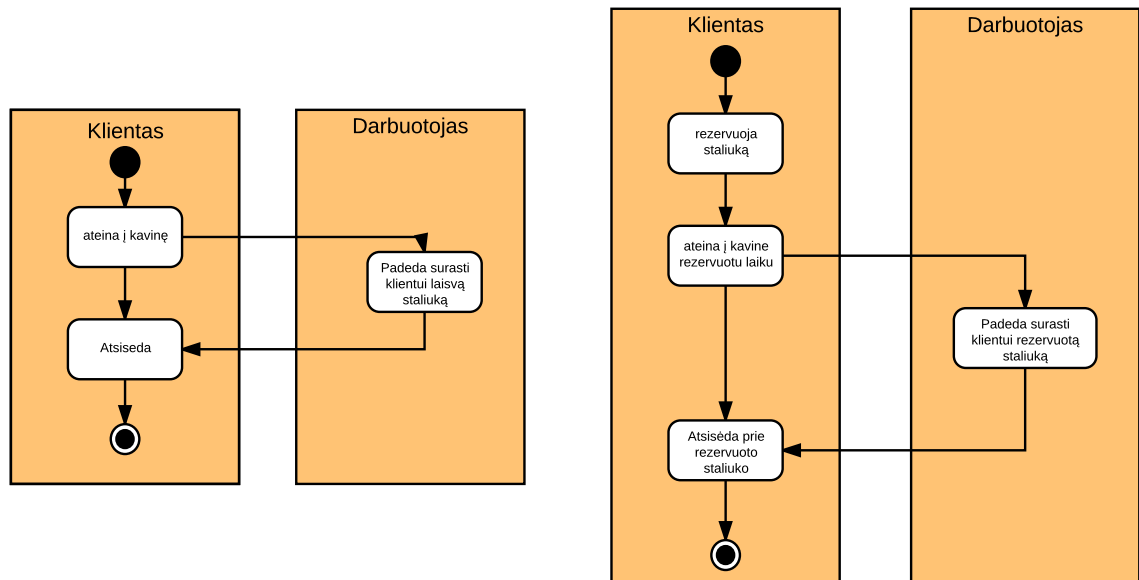 Klientas
Darbuotojas
ateina į kavinę
Padeda surasti
klientui laisvą
staliuką
Atsiseda
Klientas
Darbuotojas
rezervuoja
staliuką
ateina į kavine
rezervuotu laiku
Padeda surasti
klientui rezervuotą
staliuką
Atsisėda prie
rezervuoto
staliuko